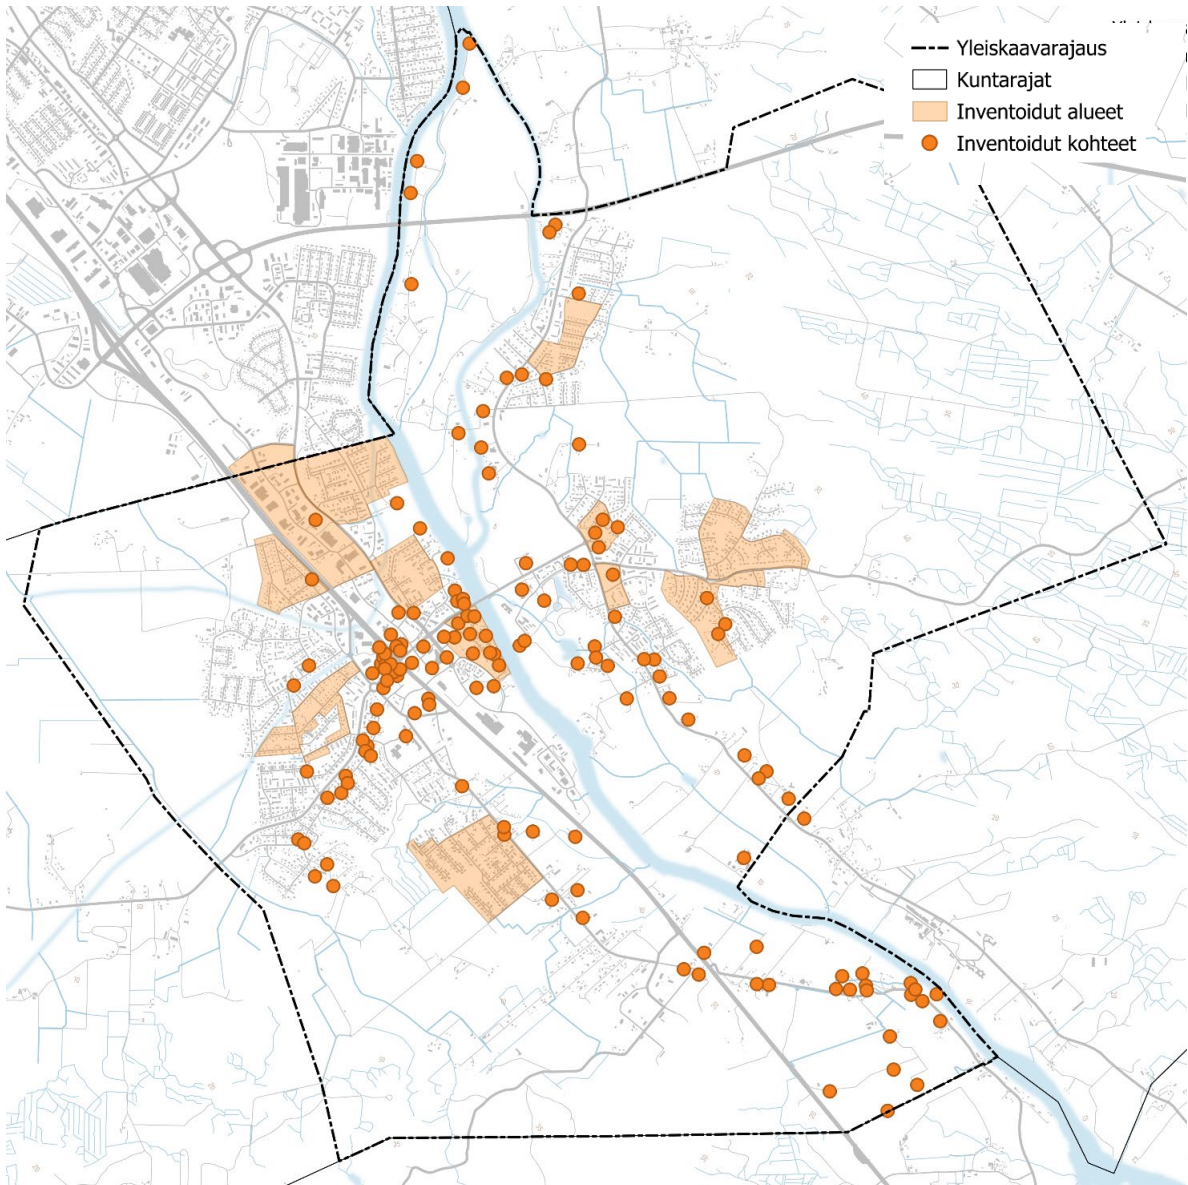 Yleiskaavarajaus
Kuntarajat
Inventoidut alueet
Inventoidut kohteet